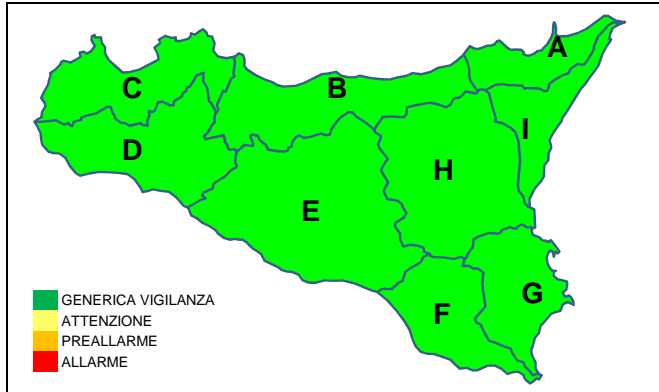 A
B
C
I
D
H
E
F
G
GENERICA VIGILANZA
ATTENZIONE
PREALLARME
ALLARME